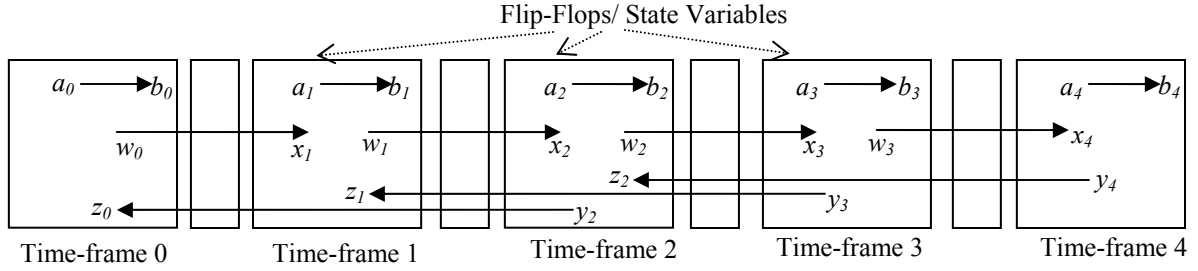 Flip-Flops/ State Variables
a0 b0 a1 b1 a2 b2 a3 b3 a4 b4
w0 x1 w1 x2 w2 x3 w3 x4
z0 y2 z1 y3 z2 y4
Time-frame 0 Time-frame 1 Time-frame 2 Time-frame 3 Time-frame 4